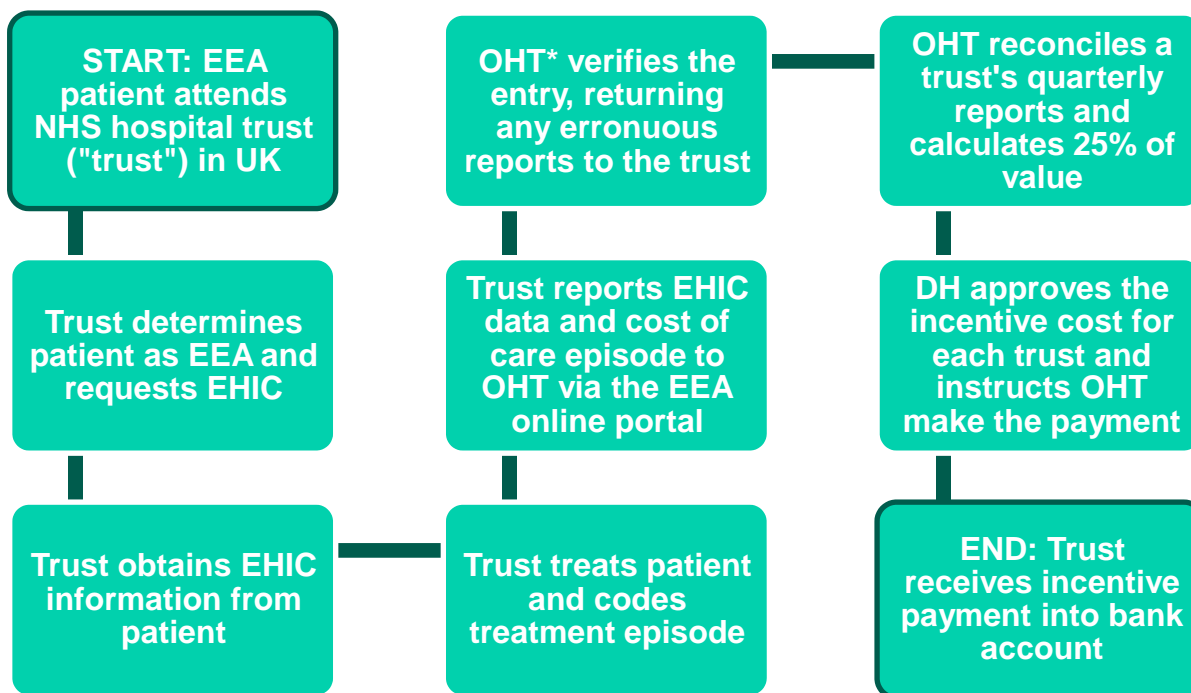 START: EEA
patient attends
NHS hospital trust
("trust") in UK
Trust determines
patient as EEA and
requests EHIC
Trust obtains EHIC
information from
patient
Trust treats patient
and codes
treatment episode
Trust reports EHIC
data and cost of
care episode to
OHT via the EEA
online portal
OHT* verifies the
entry, returning
any erronuous
reports to the trust
OHT reconciles a
trust's quarterly
reports and
calculates 25% of
value
DH approves the
incentive cost for
each trust and
instructs OHT
make the payment
END: Trust
receives incentive
payment into bank
account